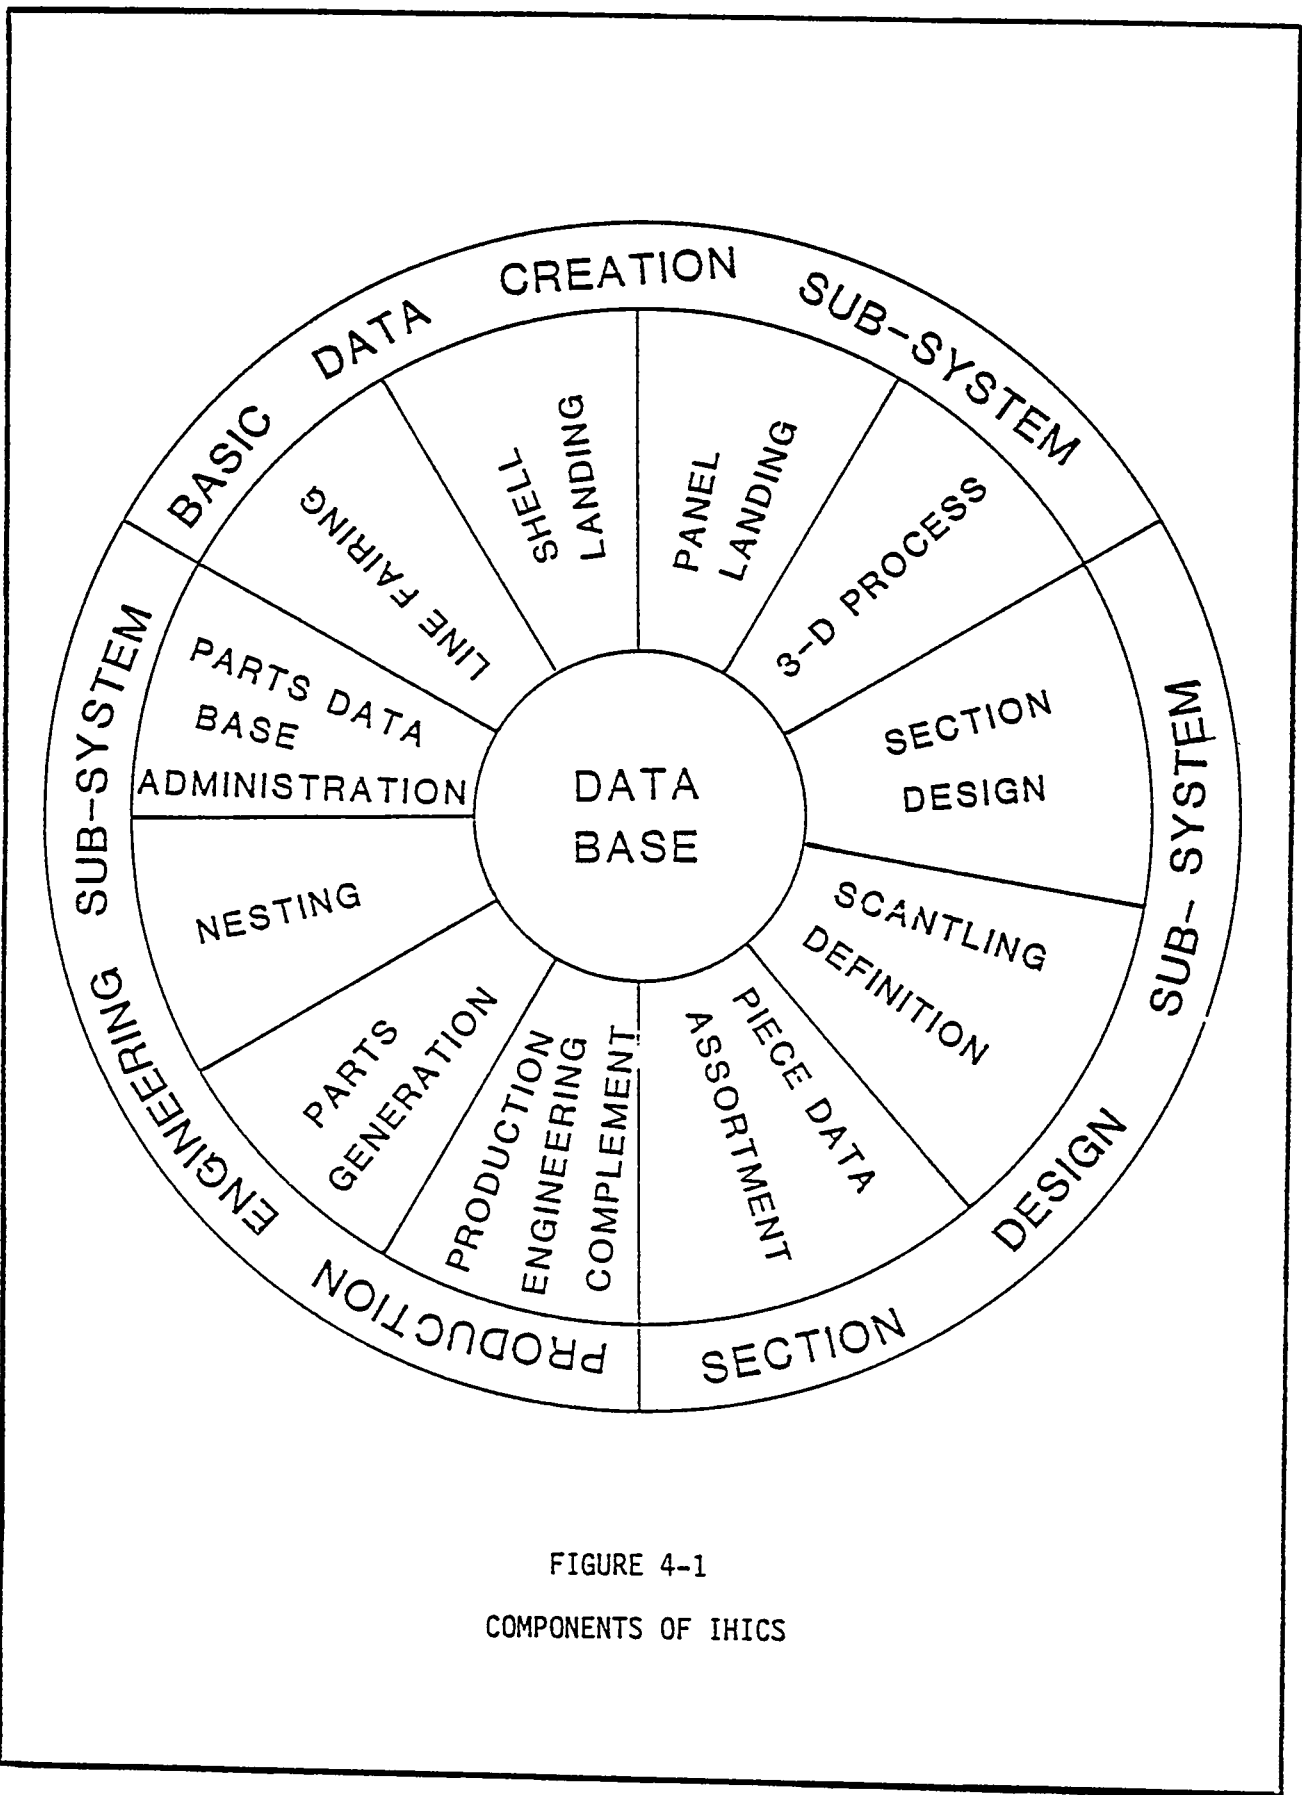 BASIC DATA CREATION SUB-SYSTEM
LINE FAIRING
SHELL
LANDING
PANEL
LANDING
3-D PROCESS
SUB-SYSTEM
PARTS DATA
BASE
ADMINISTRATION
DATA
BASE
SECTION
DESIGN
SUB- SYSTEM
NESTING
SCANTLING
DEFINITION
ENGINEERING
PARTS
GENERATION
PRODUCTION
ENGINEERING
COMPLEMENT
PIECE DATA
ASSORTMENT
DESIGN
PRODUCTION
SECTION
FIGURE 4-1
COMPONENTS OF IHICS